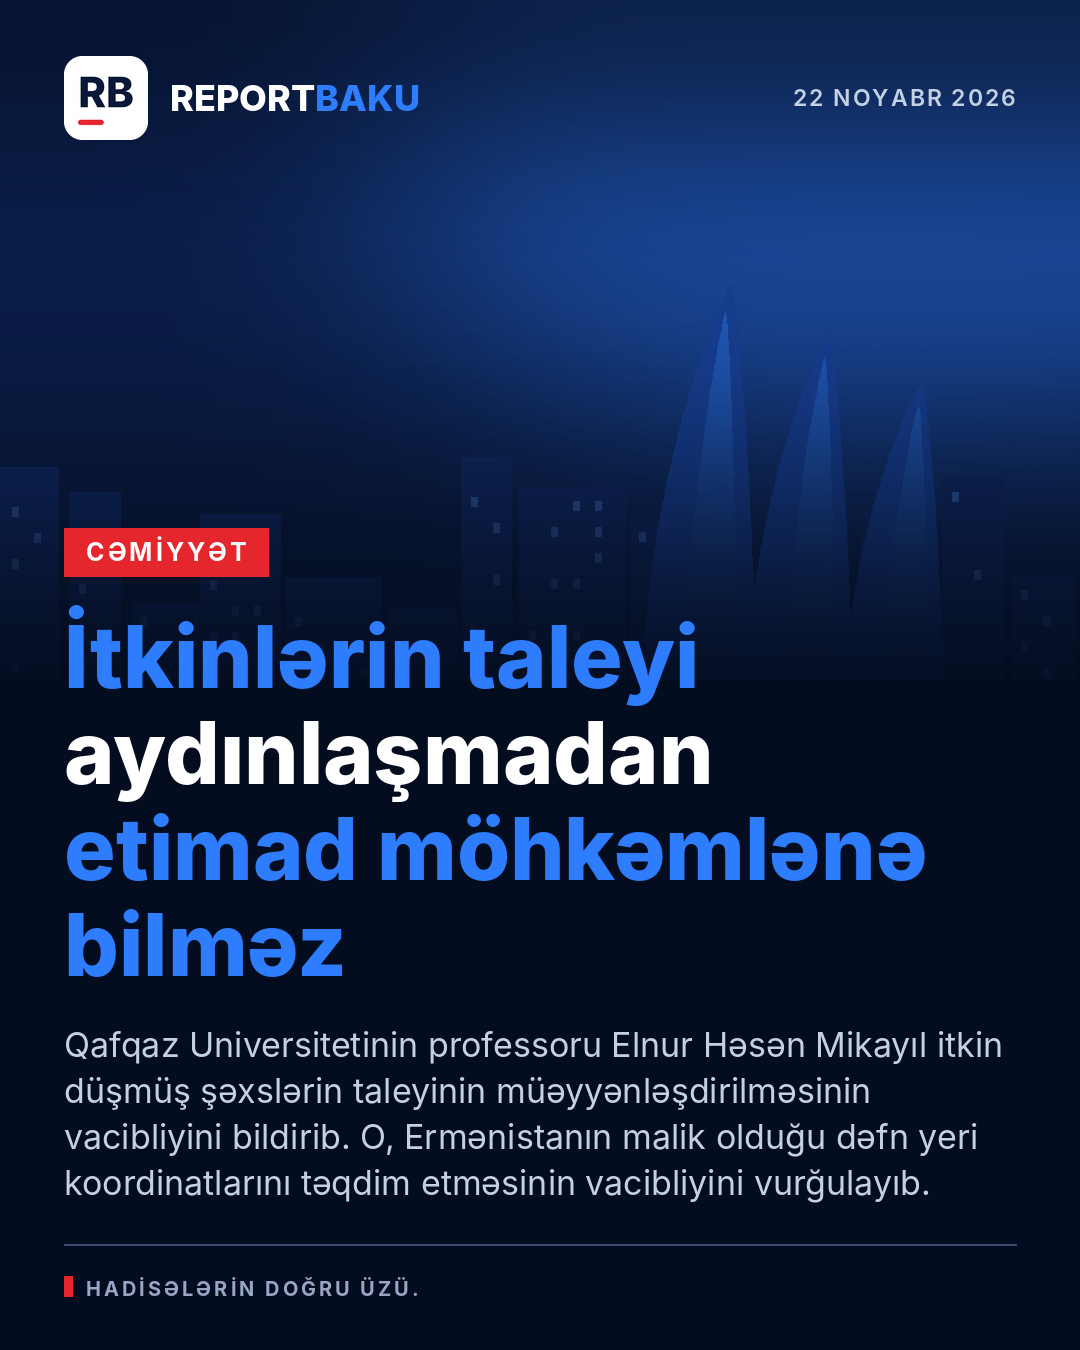 RB
REPORTBAKU
22 NOYABR 2026
CƏMİYYƏT
İtkinlərin taleyi
aydınlaşmadan
etimad möhkəmlənə
bilməz
Qafqaz Universitetinin professoru Elnur Həsən Mikayıl itkin
düşmüş şəxslərin taleyinin müəyyənləşdirilməsinin
vacibliyini bildirib. O, Ermənistanın malik olduğu dəfn yeri
koordinatlarını təqdim etməsinin vacibliyini vurğulayıb.
HADİSƏLƏRİN DOĞRU ÜZÜ.